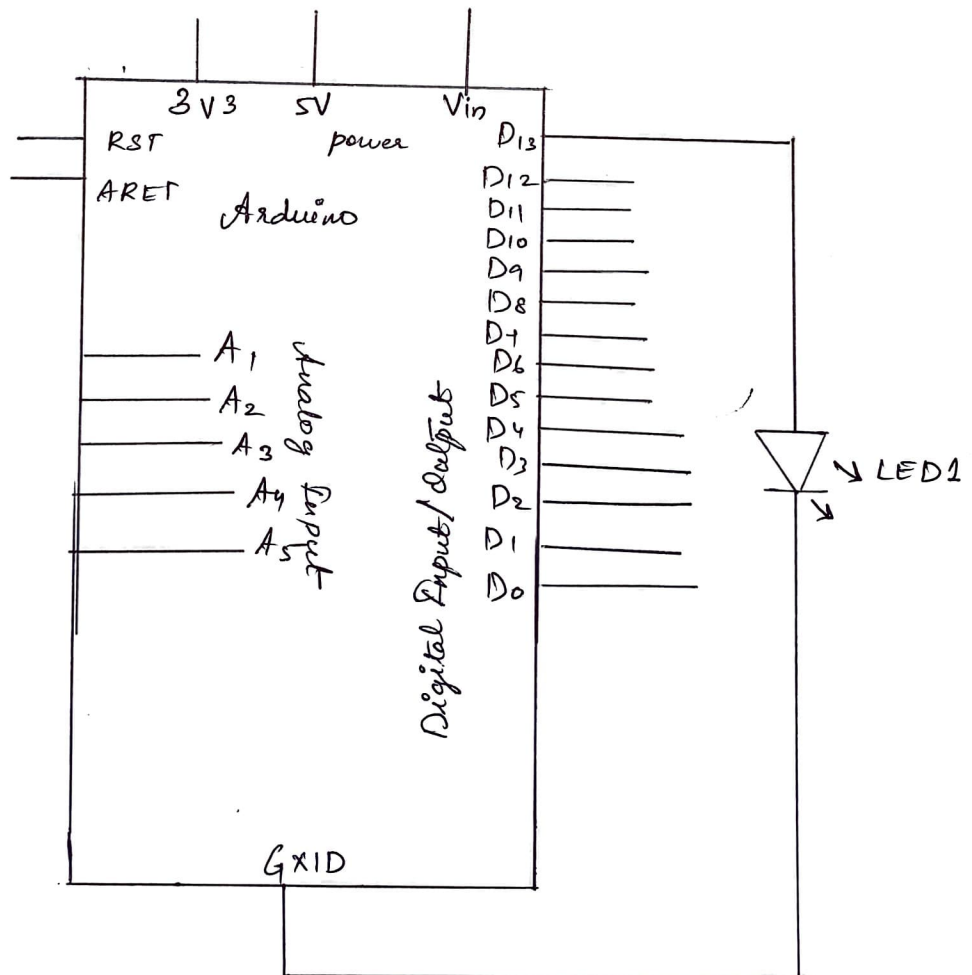 3V3 5V Vin
RST power D13
AREF D12
Arduino D11
D10
D9
D8
D7
A1 D6
A2 D5
A3 D4
A4 D3
A5 D2
D1
D0
Analog Input
Digital Input/Output
LED1
GXID